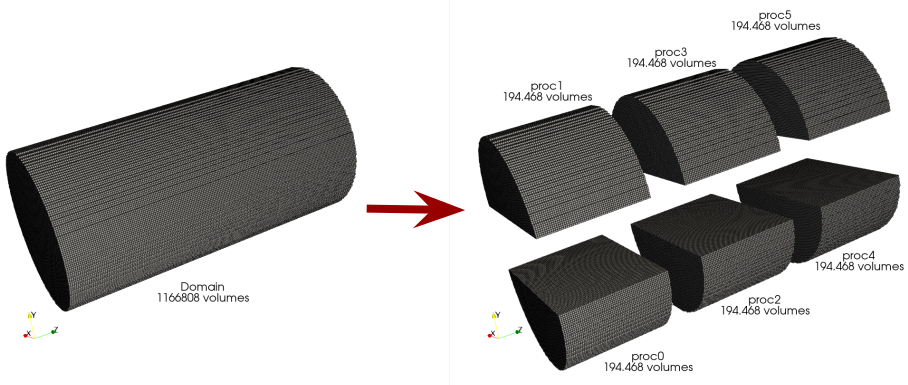 proc5
194.468 volumes
proc3
194.468 volumes
proc1
194.468 volumes
Domain
1166808 volumes
Y
X
Z
proc4
194.468 volumes
proc2
194.468 volumes
proc0
194.468 volumes
Y
X
Z